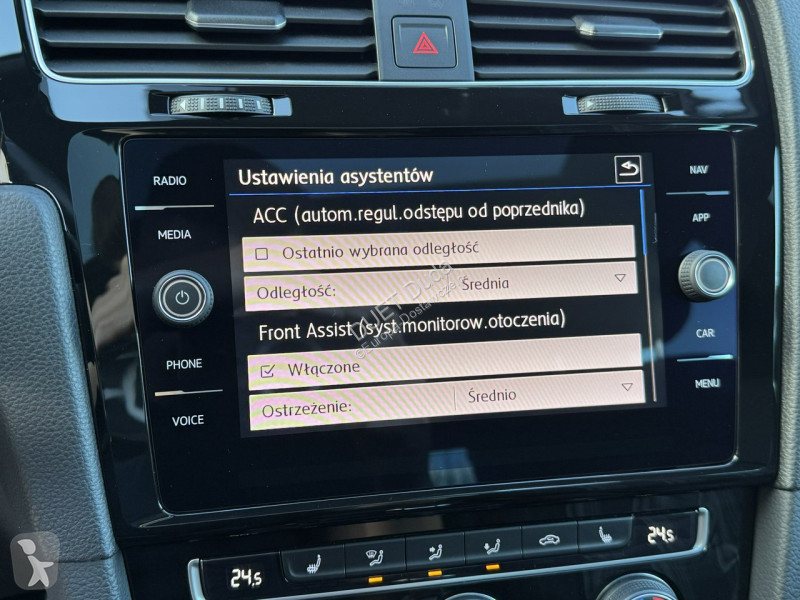 RADIO
MEDIA
PHONE
VOICE
Ustawienia asystentów
ACC (autom.regul.odstępu od poprzednika)
Ostatnio wybrana odległość
Odległość: Średnia
Front Assist (syst.monitorow.otoczenia)
Włączone
Ostrzeżenie: Średnio
NAV
APP
CAR
MENU
24.5
24.5